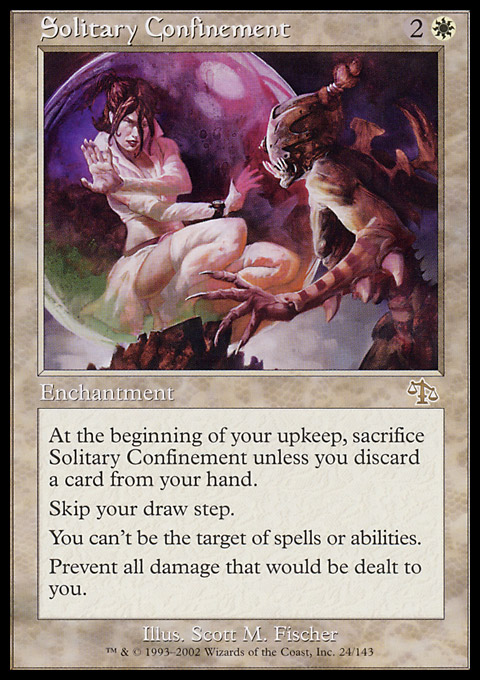 Solitary Confinement 2
Enchantment
At the beginning of your upkeep, sacrifice
Solitary Confinement unless you discard
a card from your hand.
Skip your draw step.
You can't be the target of spells or abilities.
Prevent all damage that would be dealt to
you.
Illus. Scott M. Fischer
™ & © 1993–2002 Wizards of the Coast, Inc. 24/143